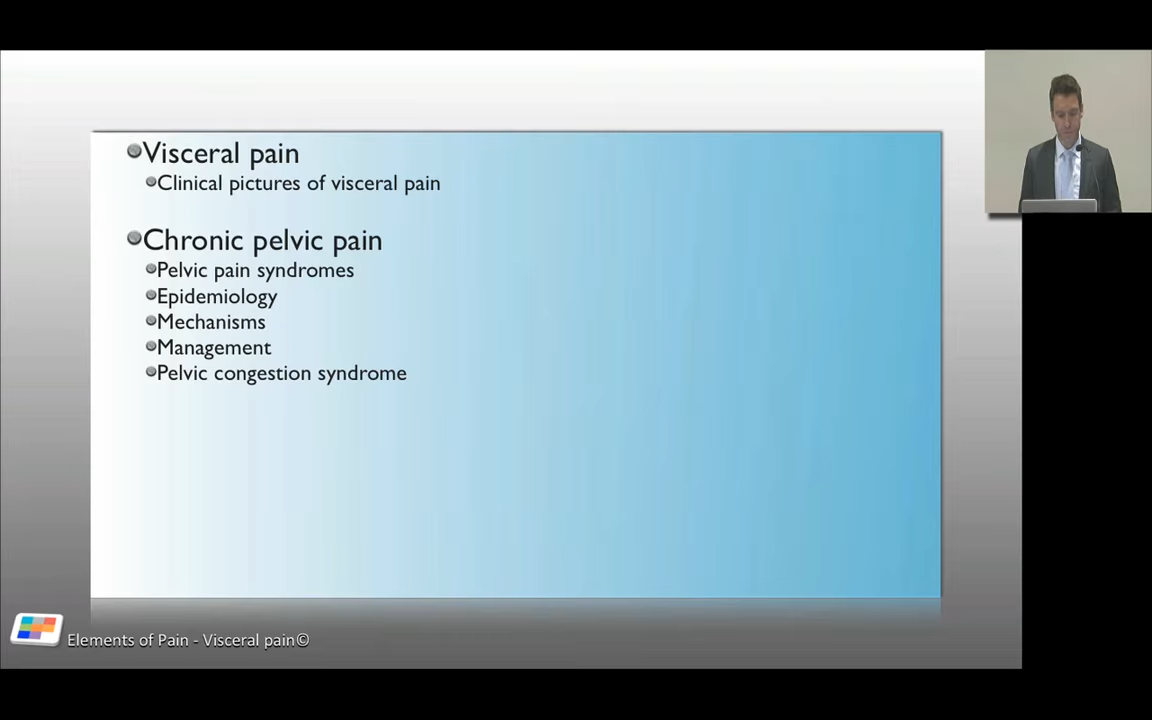 Visceral pain
Clinical pictures of visceral pain
Chronic pelvic pain
Pelvic pain syndromes
Epidemiology
Mechanisms
Management
Pelvic congestion syndrome
Elements of Pain - Visceral pain©